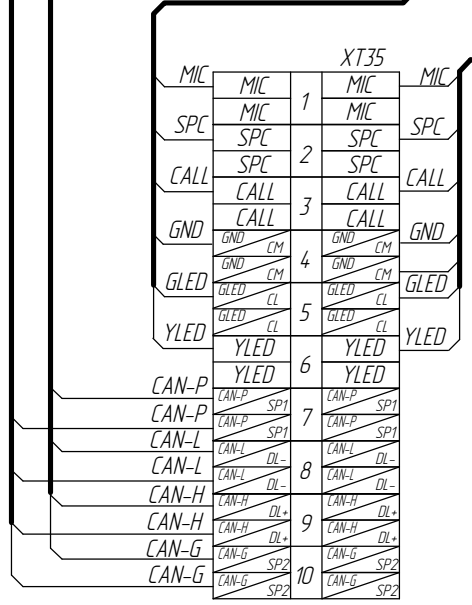 XT35
MIC MIC MIC MIC
MIC 1 MIC
SPC SPC SPC SPC
SPC 2 SPC
CALL CALL CALL CALL
CALL 3 CALL
GND GND CM GND CM GND
GND CM 4 GND CM
GLED GLED CL GLED CL GLED
GLED CL 5 GLED CL
YLED YLED YLED YLED
YLED 6 YLED
CAN-P CAN-P SP1 CAN-P SP1
CAN-P CAN-P SP1 7 CAN-P SP1
CAN-L CAN-L DL- CAN-L DL-
CAN-L CAN-L DL- 8 CAN-L DL-
CAN-H CAN-H DL+ CAN-H DL+
CAN-H CAN-H DL+ 9 CAN-H DL+
CAN-G CAN-G SP2 CAN-G SP2
CAN-G CAN-G SP2 10 CAN-G SP2